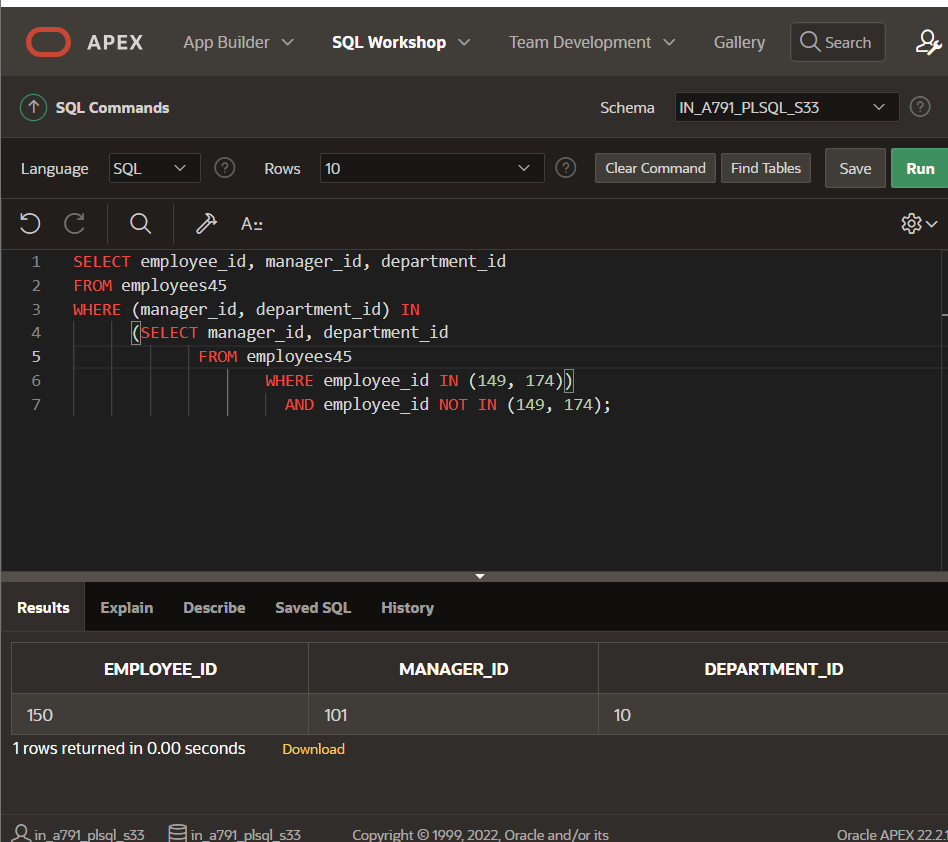 APEX App Builder SQL Workshop Team Development Gallery Search
SQL Commands Schema IN_A791_PLSQL_S33 ?
Language SQL ? Rows 10 ? Clear Command Find Tables Save Run
A::
1 SELECT employee_id, manager_id, department_id
2 FROM employees45
3 WHERE (manager_id, department_id) IN
4 (SELECT manager_id, department_id
5 FROM employees45
6 WHERE employee_id IN (149, 174))
7 AND employee_id NOT IN (149, 174);
Results Explain Describe Saved SQL History
EMPLOYEE_ID MANAGER_ID DEPARTMENT_ID
150 101 10
1 rows returned in 0.00 seconds Download
in_a791_plsql_s33 in_a791_plsql_s33 Copyright © 1999, 2022, Oracle and/or its Oracle APEX 22.2.1